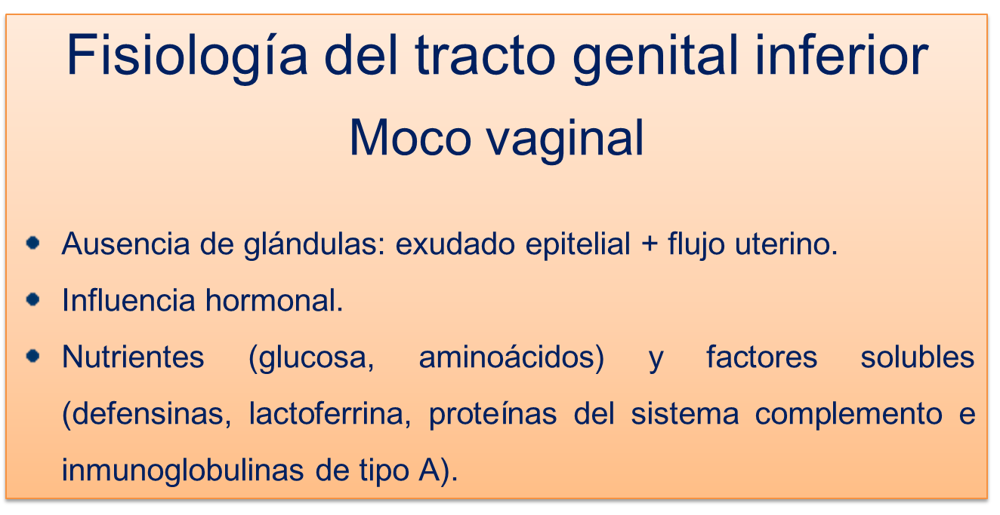 Fisiología del tracto genital inferior
Moco vaginal
• Ausencia de glándulas: exudado epitelial + flujo uterino.
• Influencia hormonal.
• Nutrientes (glucosa, aminoácidos) y factores solubles
(defensinas, lactoferrina, proteínas del sistema complemento e
inmunoglobulinas de tipo A).